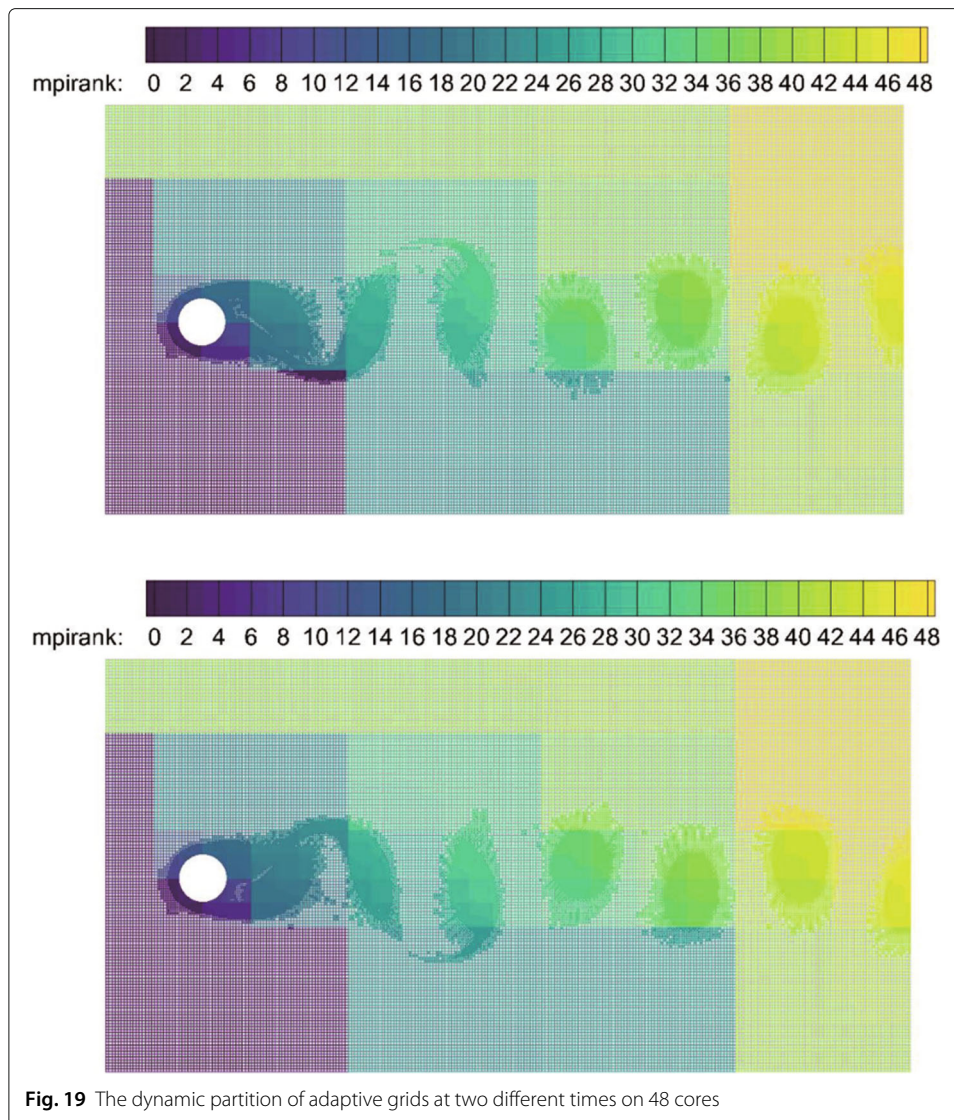 mpirank: 0 2 4 6 8 10 12 14 16 18 20 22 24 26 28 30 32 34 36 38 40 42 44 46 48
mpirank: 0 2 4 6 8 10 12 14 16 18 20 22 24 26 28 30 32 34 36 38 40 42 44 46 48
Fig. 19 The dynamic partition of adaptive grids at two different times on 48 cores